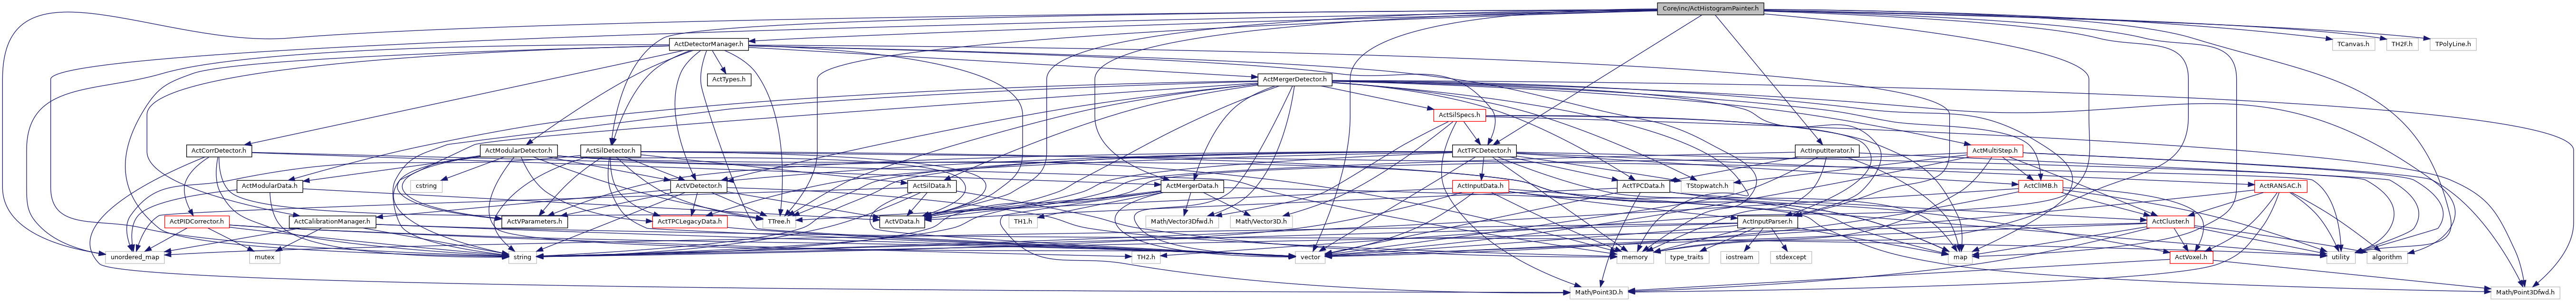 Core/inc/ActHistogramPainter.h
ActDetectorManager.h
TCanvas.h
TH2F.h
TPolyLine.h
ActTypes.h
ActMergerDetector.h
ActSilSpecs.h
ActCorrDetector.h
ActModularDetector.h
ActSilDetector.h
ActTPCDetector.h
ActInputIterator.h
ActMultiStep.h
cstring
ActModularData.h
ActVDetector.h
ActSilData.h
ActMergerData.h
ActInputData.h
ActTPCData.h
TStopwatch.h
ActClIMB.h
ActRANSAC.h
ActPIDCorrector.h
ActCalibrationManager.h
ActVParameters.h
ActTPCLegacyData.h
TTree.h
ActVData.h
TH1.h
Math/Vector3Dfwd.h
Math/Vector3D.h
ActInputParser.h
ActCluster.h
unordered_map
mutex
string
TH2.h
vector
memory
type_traits
iostream
stdexcept
map
ActVoxel.h
utility
algorithm
Math/Point3D.h
Math/Point3Dfwd.h